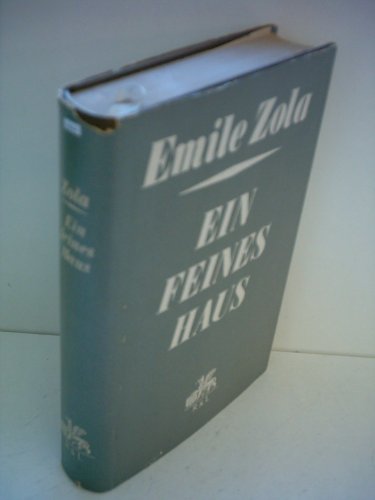 Emile Zola
EIN
FEINES
HAUS
Zola
Ein
feines
Haus